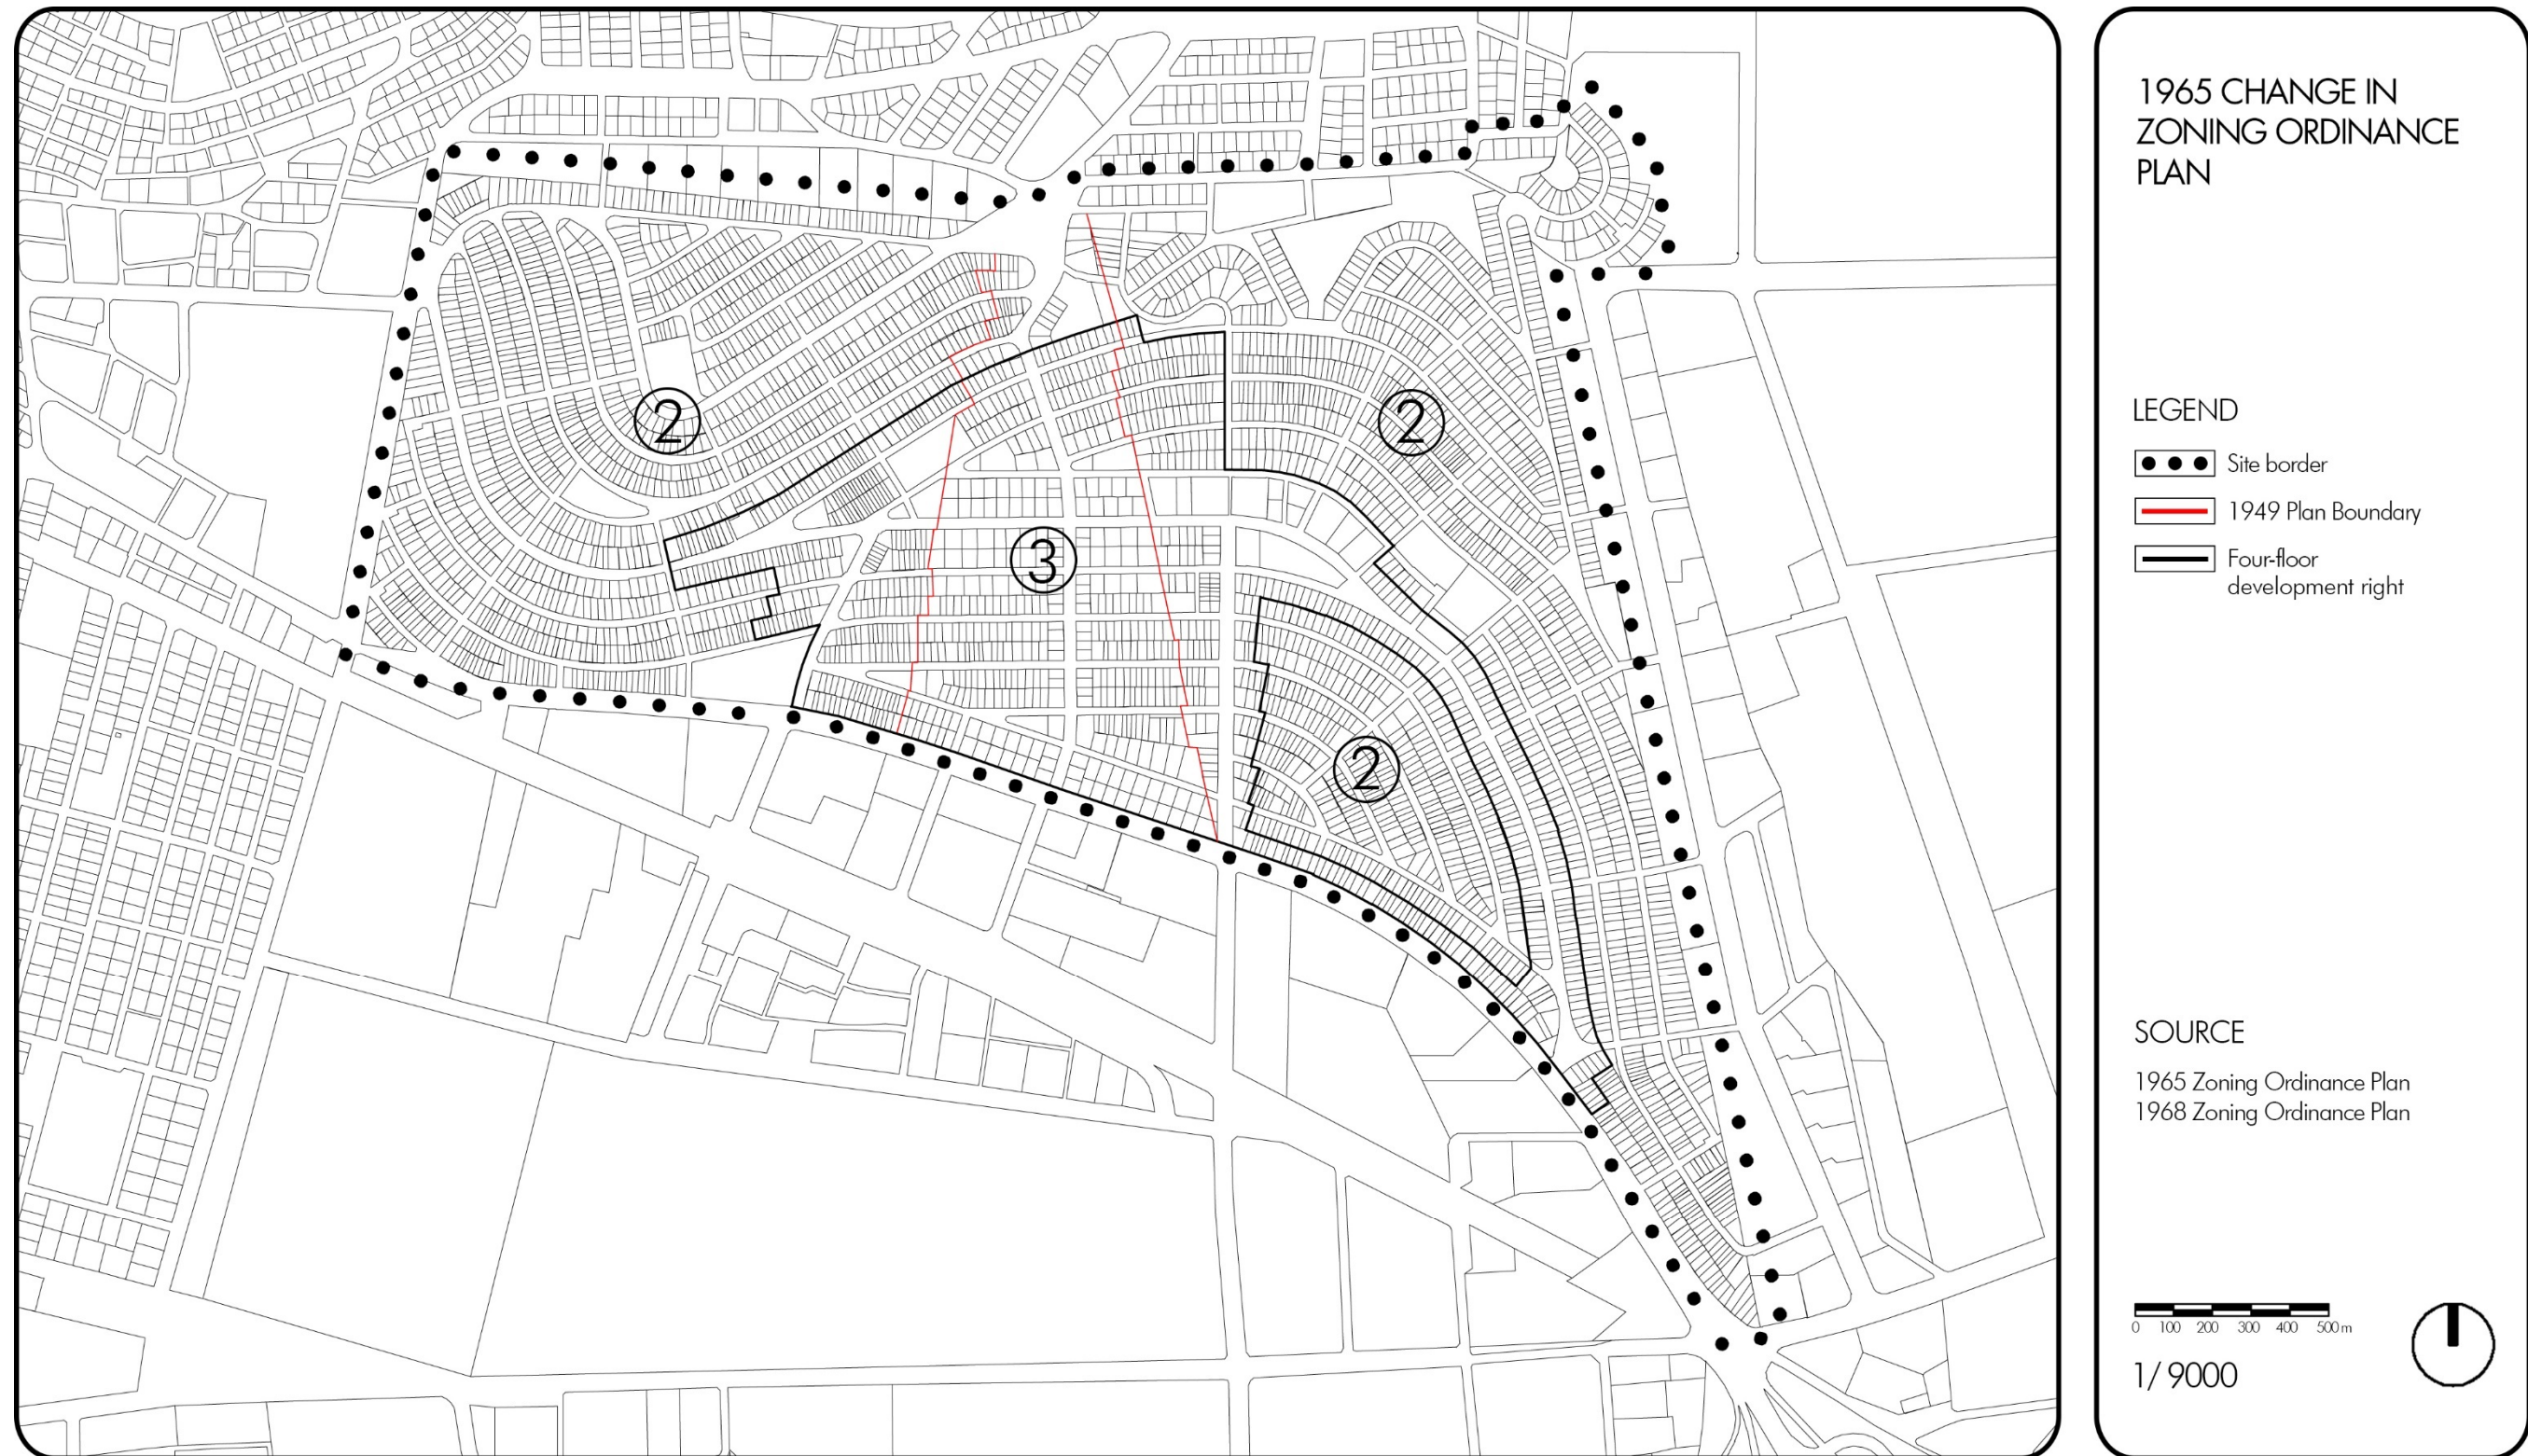 1965 CHANGE IN
ZONING ORDINANCE
PLAN
LEGEND
Site border
1949 Plan Boundary
Four-floor
development right
2
2
3
2
SOURCE
1965 Zoning Ordinance Plan
1968 Zoning Ordinance Plan
0 100 200 300 400 500 m
1/9000